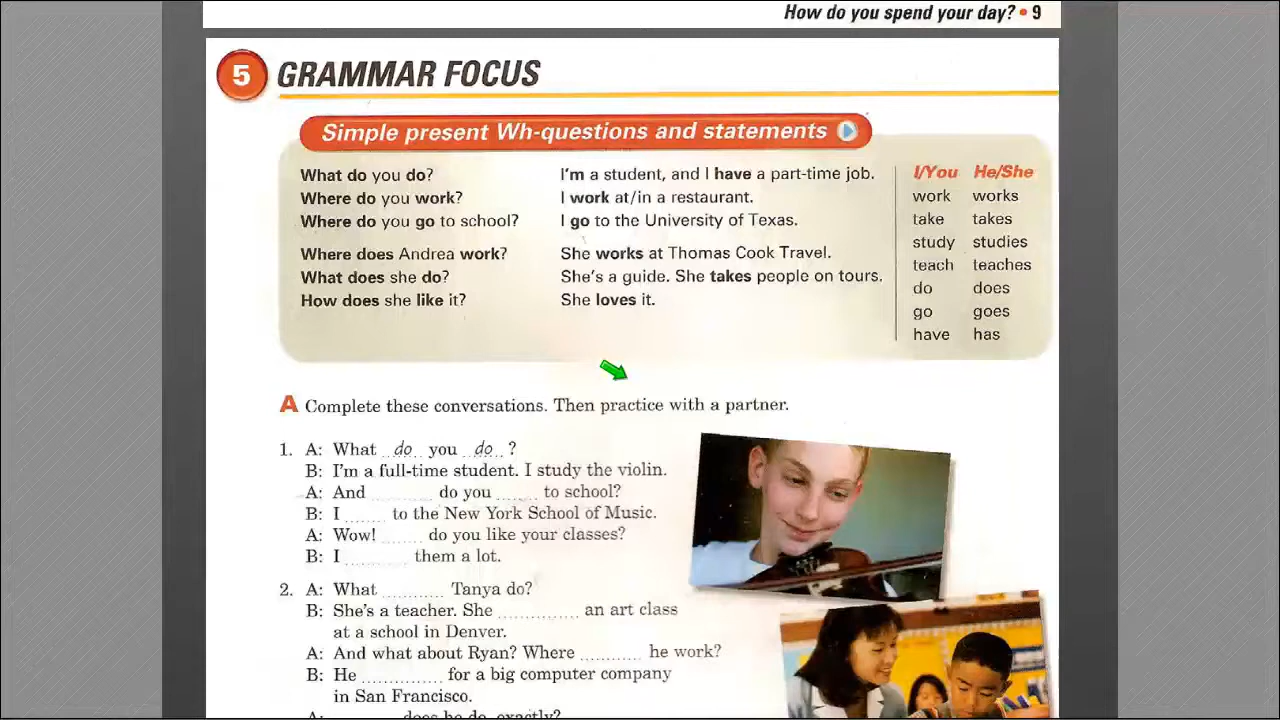 How do you spend your day? • 9
5 GRAMMAR FOCUS
Simple present Wh-questions and statements
What do you do? I'm a student, and I have a part-time job.
Where do you work? I work at/in a restaurant.
Where do you go to school? I go to the University of Texas.
Where does Andrea work? She works at Thomas Cook Travel.
What does she do? She's a guide. She takes people on tours.
How does she like it? She loves it.
I/You He/She
work works
take takes
study studies
teach teaches
do does
go goes
have has
A Complete these conversations. Then practice with a partner.
1. A: What do you do ?
B: I'm a full-time student. I study the violin.
A: And .......... do you ....... to school?
B: I ....... to the New York School of Music.
A: Wow! ....... do you like your classes?
B: I .......... them a lot.
2. A: What .......... Tanya do?
B: She's a teacher. She ............. an art class
at a school in Denver.
A: And what about Ryan? Where .......... he work?
B: He ............. for a big computer company
in San Francisco.
A: .......... does he do, exactly?